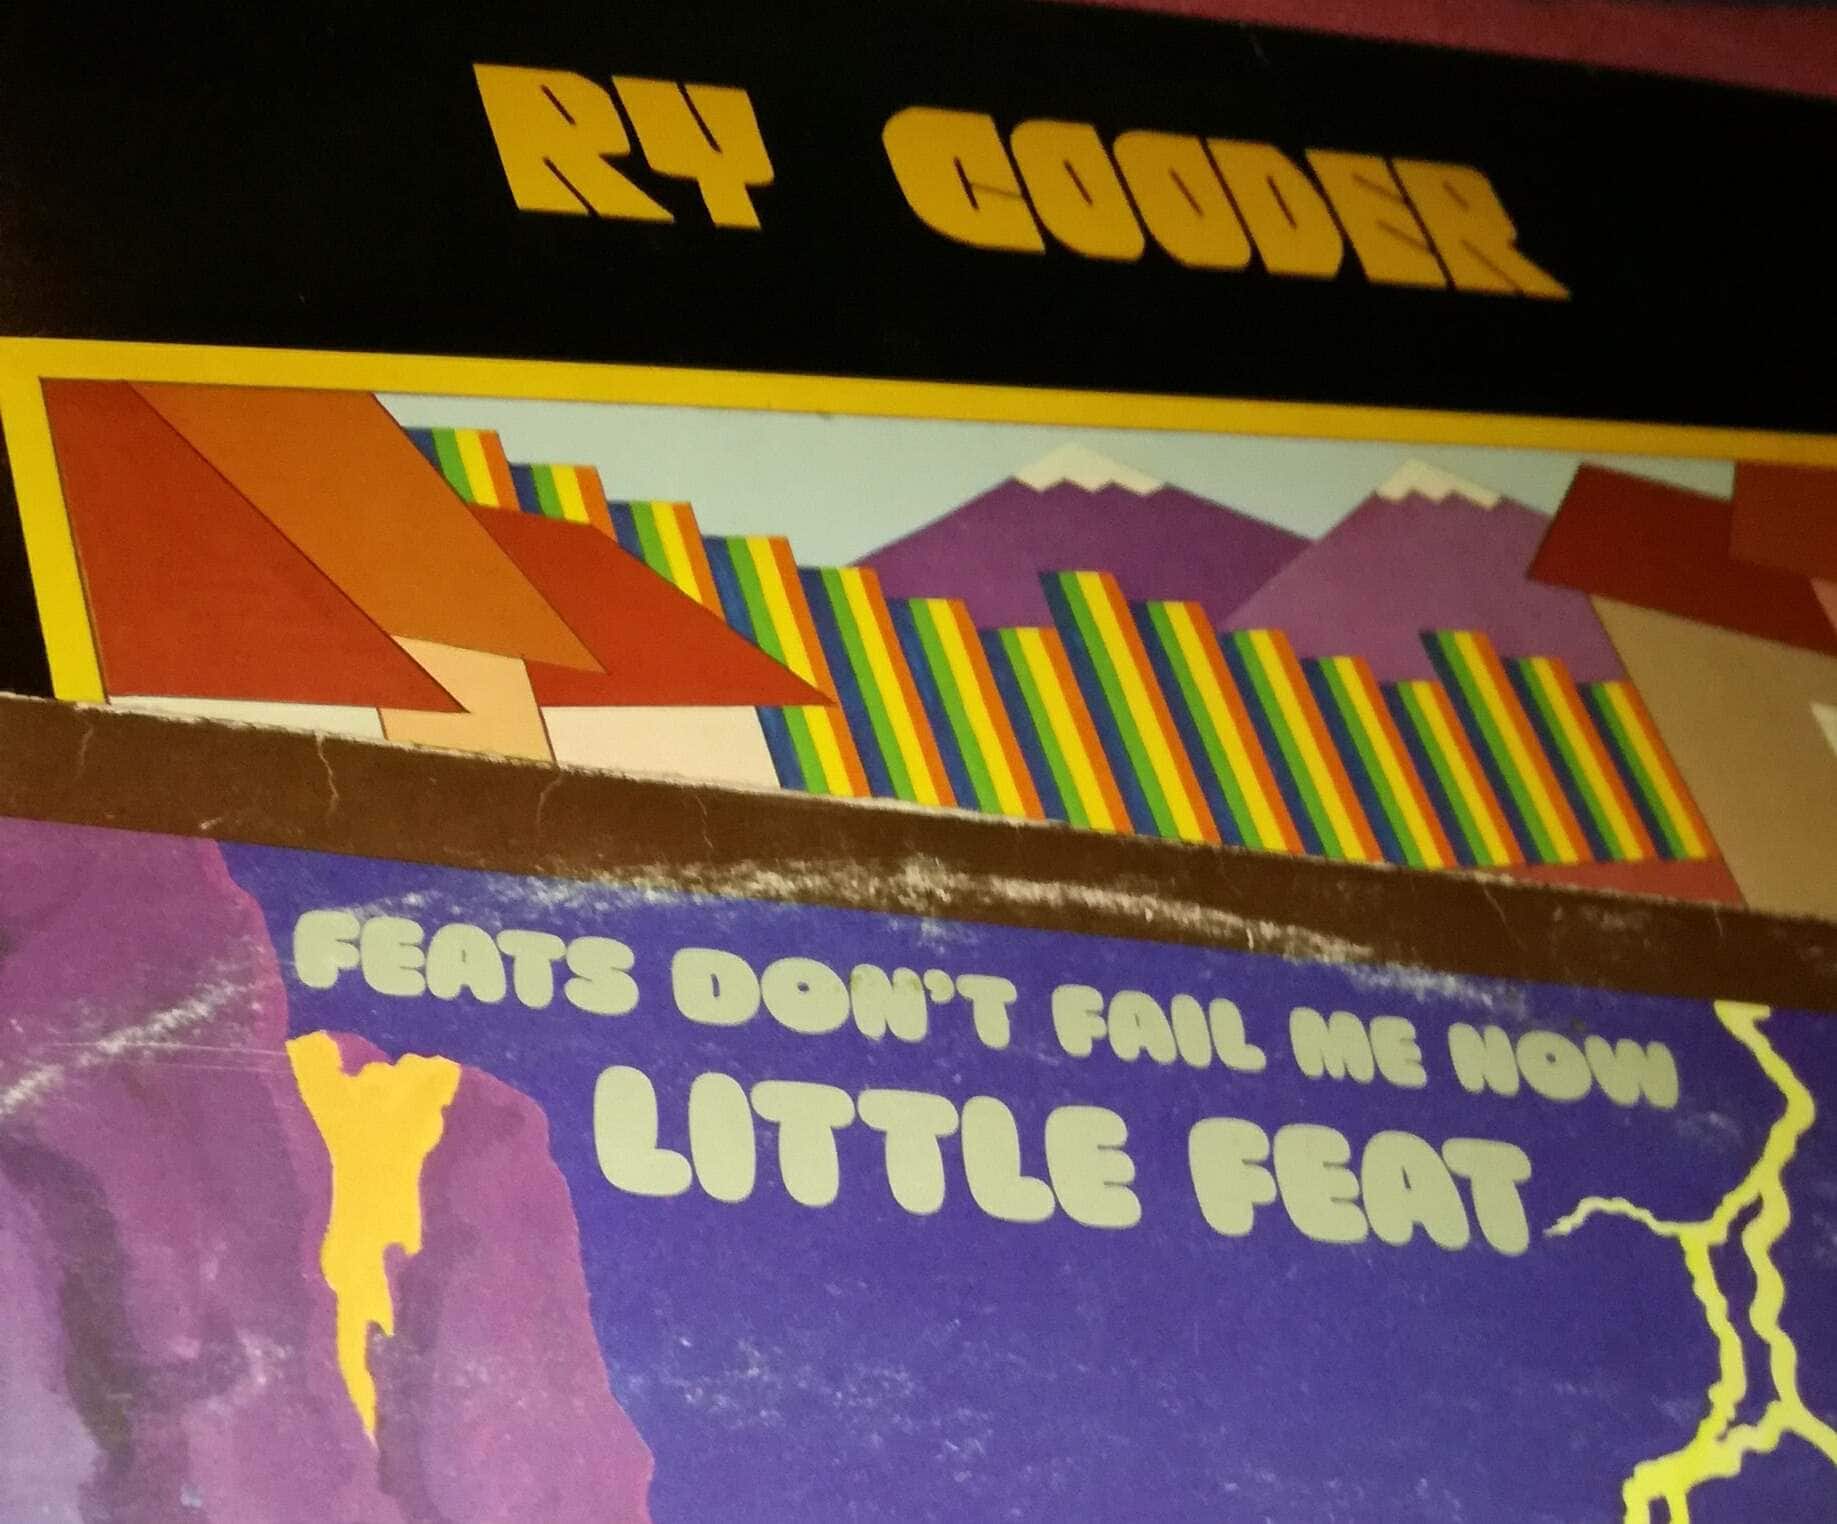 RY COODER
FEATS DON'T FAIL ME NOW
LITTLE FEAT